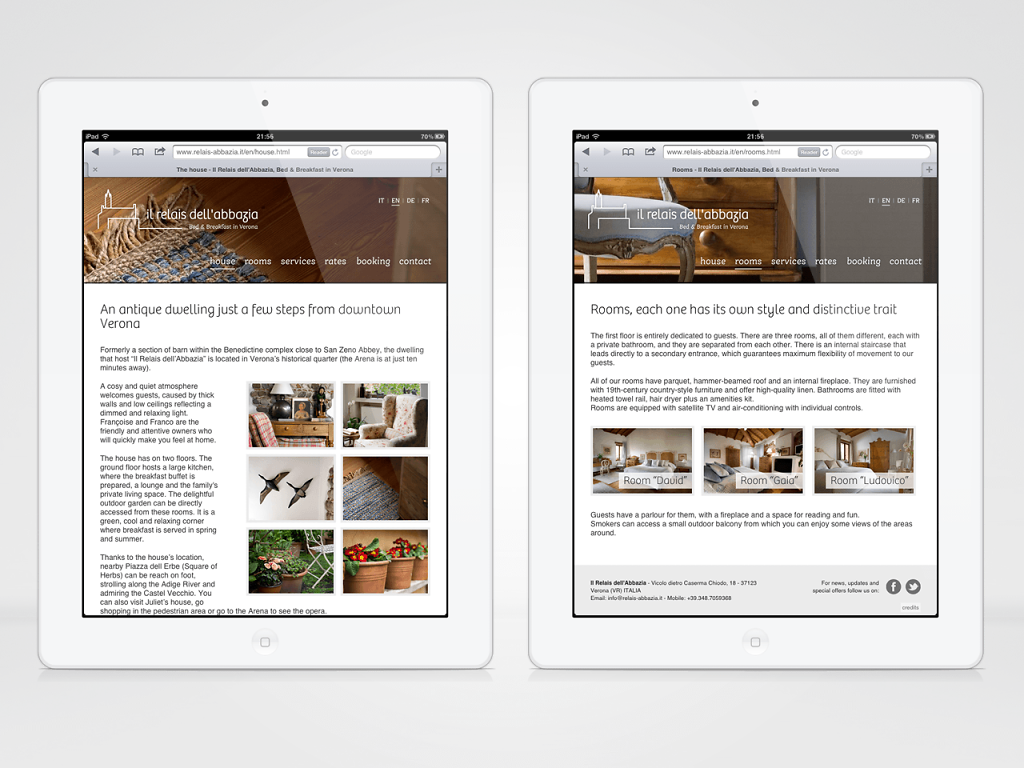 iPad 21:56 70%
www.relais-abbazia.it/en/house.html Reader Google
The house - Il Relais dell'Abbazia, Bed & Breakfast in Verona
IT | EN | DE | FR
il relais dell'abbazia
Bed & Breakfast in Verona
house rooms services rates booking contact
An antique dwelling just a few steps from downtown
Verona
Formerly a section of barn within the Benedictine complex close to San Zeno Abbey, the dwelling
that host “Il Relais dell’Abbazia” is located in Verona’s historical quarter (the Arena is at just ten
minutes away).
A cosy and quiet atmosphere
welcomes guests, caused by thick
walls and low ceilings reflecting a
dimmed and relaxing light.
Françoise and Franco are the
friendly and attentive owners who
will quickly make you feel at home.
The house has on two floors. The
ground floor hosts a large kitchen,
where the breakfast buffet is
prepared, a lounge and the family’s
private living space. The delightful
outdoor garden can be directly
accessed from these rooms. It is a
green, cool and relaxing corner
where breakfast is served in spring
and summer.
Thanks to the house’s location,
nearby Piazza dell Erbe (Square of
Herbs) can be reach on foot,
strolling along the Adige River and
admiring the Castel Vecchio. You
can also visit Juliet’s house, go
shopping in the pedestrian area or go to the Arena to see the opera.
iPad 21:56 70%
www.relais-abbazia.it/en/rooms.html Reader Google
Rooms - Il Relais dell'Abbazia, Bed & Breakfast in Verona
IT | EN | DE | FR
il relais dell'abbazia
Bed & Breakfast in Verona
house rooms services rates booking contact
Rooms, each one has its own style and distinctive trait
The first floor is entirely dedicated to guests. There are three rooms, all of them different, each with
a private bathroom, and they are separated from each other. There is an internal staircase that
leads directly to a secondary entrance, which guarantees maximum flexibility of movement to our
guests.
All of our rooms have parquet, hammer-beamed roof and an internal fireplace. They are furnished
with 19th-century country-style furniture and offer high-quality linen. Bathrooms are fitted with
heated towel rail, hair dryer plus an amenities kit.
Rooms are equipped with satellite TV and air-conditioning with individual controls.
Room “David” Room “Gaia” Room “Ludovico”
Guests have a parlour for them, with a fireplace and a space for reading and fun.
Smokers can access a small outdoor balcony from which you can enjoy some views of the areas
around.
Il Relais dell'Abbazia - Vicolo dietro Caserma Chiodo, 18 - 37123
Verona (VR) ITALIA
Email: info@relais-abbazia.it - Mobile: +39.348.7059368
For news, updates and
special offers follow us on:
credits